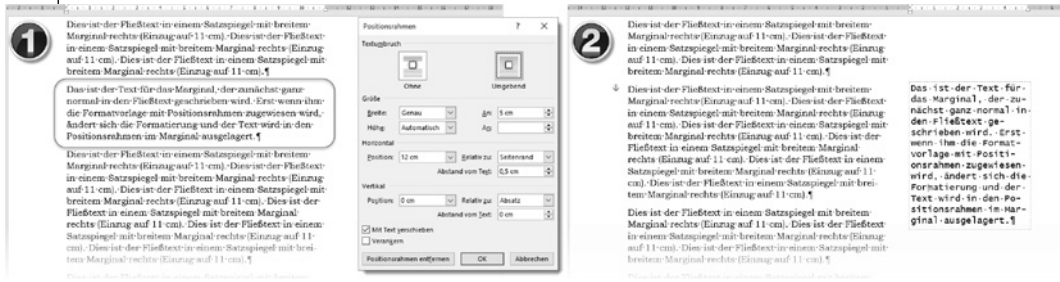 1
Dies·ist·der·Fließtext·in·einem·Satzspiegel·mit·breitem·
Marginal·rechts·(Einzug·auf·11·cm).·Dies·ist·der·Fließtext·
in·einem·Satzspiegel·mit·breitem·Marginal·rechts·(Einzug·
auf·11·cm).·Dies·ist·der·Fließtext·in·einem·Satzspiegel·mit·
breitem·Marginal·rechts·(Einzug·auf·11·cm).¶
Das·ist·der·Text·für·das·Marginal,·der·zunächst·ganz·
normal·in·den·Fließtext·geschrieben·wird.·Erst·wenn·ihm·
die·Formatvorlage·mit·Positionsrahmen·zugewiesen·wird,·
ändert·sich·die·Formatierung·und·der·Text·wird·in·den·
Positionsrahmen·im·Marginal·ausgelagert.¶
Dies·ist·der·Fließtext·in·einem·Satzspiegel·mit·breitem·
Marginal·rechts·(Einzug·auf·11·cm).·Dies·ist·der·Fließtext·
in·einem·Satzspiegel·mit·breitem·Marginal·rechts·(Einzug·
auf·11·cm).·Dies·ist·der·Fließtext·in·einem·Satzspiegel·mit·
breitem·Marginal·rechts·(Einzug·auf·11·cm).·Dies·ist·der·
Fließtext·in·einem·Satzspiegel·mit·breitem·Marginal·
rechts·(Einzug·auf·11·cm).·Dies·ist·der·Fließtext·in·einem·
Satzspiegel·mit·breitem·Marginal·rechts·(Einzug·auf·11·
cm).·Dies·ist·der·Fließtext·in·einem·Satzspiegel·mit·brei-
tem·Marginal·rechts·(Einzug·auf·11·cm).¶
Positionsrahmen ? ×
Textumbruch
Ohne Umgebend
Größe
Breite: Genau An: 5 cm
Höhe: Automatisch An:
Horizontal
Position: 12 cm Relativ zu: Seitenrand
Abstand vom Text: 0,5 cm
Vertikal
Position: 0 cm Relativ zu: Absatz
Abstand vom Text: 0 cm
Mit Text verschieben
Verankern
Positionsrahmen entfernen OK Abbrechen
2
Dies·ist·der·Fließtext·in·einem·Satzspiegel·mit·breitem·
Marginal·rechts·(Einzug·auf·11·cm).·Dies·ist·der·Fließtext·
in·einem·Satzspiegel·mit·breitem·Marginal·rechts·(Einzug·
auf·11·cm).·Dies·ist·der·Fließtext·in·einem·Satzspiegel·mit·
breitem·Marginal·rechts·(Einzug·auf·11·cm).¶
Dies·ist·der·Fließtext·in·einem·Satzspiegel·mit·breitem·
Marginal·rechts·(Einzug·auf·11·cm).·Dies·ist·der·Fließtext·
in·einem·Satzspiegel·mit·breitem·Marginal·rechts·(Einzug·
auf·11·cm).·Dies·ist·der·Fließtext·in·einem·Satzspiegel·mit·
breitem·Marginal·rechts·(Einzug·auf·11·cm).·Dies·ist·der·
Fließtext·in·einem·Satzspiegel·mit·breitem·Marginal·
rechts·(Einzug·auf·11·cm).·Dies·ist·der·Fließtext·in·einem·
Satzspiegel·mit·breitem·Marginal·rechts·(Einzug·auf·11·
cm).·Dies·ist·der·Fließtext·in·einem·Satzspiegel·mit·brei-
tem·Marginal·rechts·(Einzug·auf·11·cm).¶
Dies·ist·der·Fließtext·in·einem·Satzspiegel·mit·breitem·
Marginal·rechts·(Einzug·auf·11·cm).·Dies·ist·der·Fließtext·
in·einem·Satzspiegel·mit·breitem·Marginal·rechts·(Einzug·
auf·11·cm).·Dies·ist·der·Fließtext·in·einem·Satzspiegel·mit·
breitem·Marginal·rechts·(Einzug·auf·11·cm).¶
Das·ist·der·Text·für·
das·Marginal,·der·zu-
nächst·ganz·normal·in·
den·Fließtext·ge-
schrieben·wird.·Erst·
wenn·ihm·die·Format-
vorlage·mit·Positi-
onsrahmen·zugewiesen·
wird,·ändert·sich·die·
Formatierung·und·der·
Text·wird·in·den·Po-
sitionsrahmen·im·Mar-
ginal·ausgelagert.¶